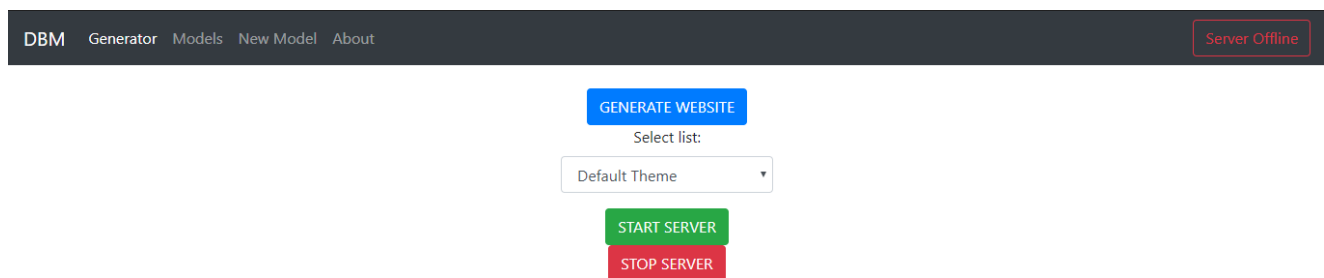 DBM Generator Models New Model About Server Offline
GENERATE WEBSITE
Select list:
Default Theme
START SERVER
STOP SERVER